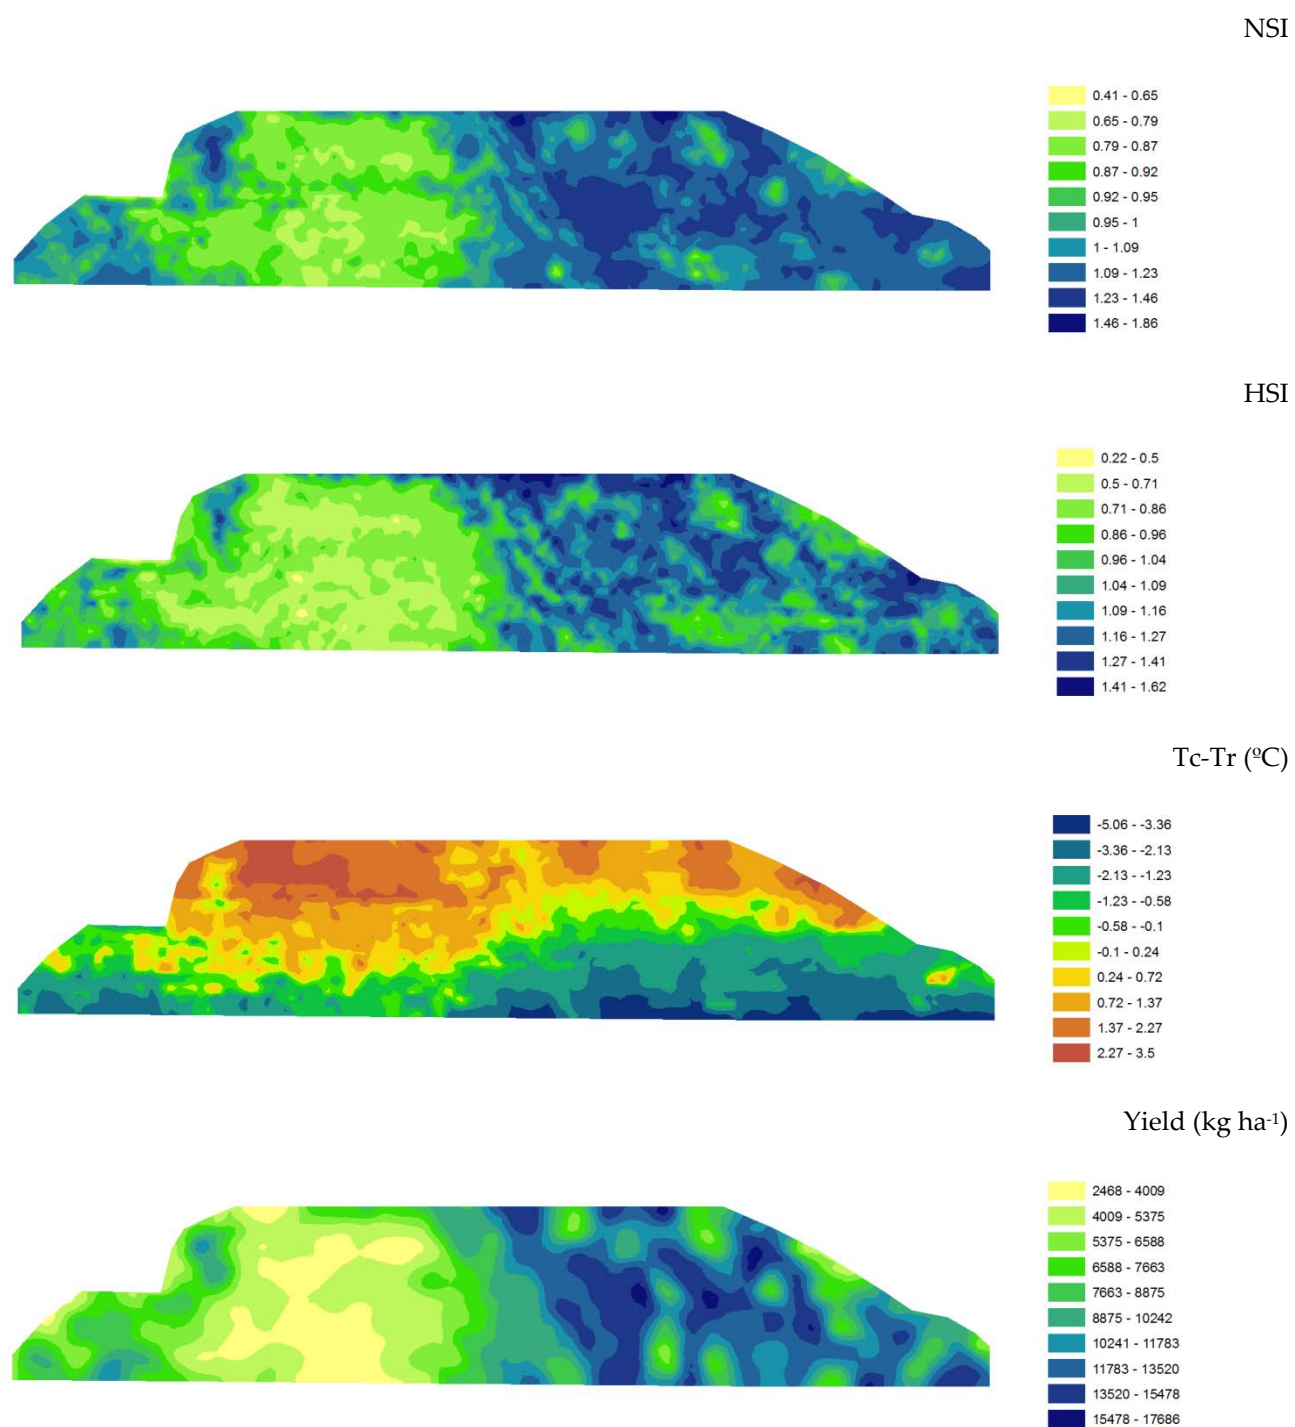 NSI
0.41 - 0.65
0.65 - 0.79
0.79 - 0.87
0.87 - 0.92
0.92 - 0.95
0.95 - 1
1 - 1.09
1.09 - 1.23
1.23 - 1.46
1.46 - 1.86
HSI
0.22 - 0.5
0.5 - 0.71
0.71 - 0.86
0.86 - 0.96
0.96 - 1.04
1.04 - 1.09
1.09 - 1.16
1.16 - 1.27
1.27 - 1.41
1.41 - 1.62
Tc-Tr (ºC)
-5.06 - -3.36
-3.36 - -2.13
-2.13 - -1.23
-1.23 - -0.58
-0.58 - -0.1
-0.1 - 0.24
0.24 - 0.72
0.72 - 1.37
1.37 - 2.27
2.27 - 3.5
Yield (kg ha⁻¹)
2468 - 4009
4009 - 5375
5375 - 6588
6588 - 7663
7663 - 8875
8875 - 10242
10241 - 11783
11783 - 13520
13520 - 15478
15478 - 17686